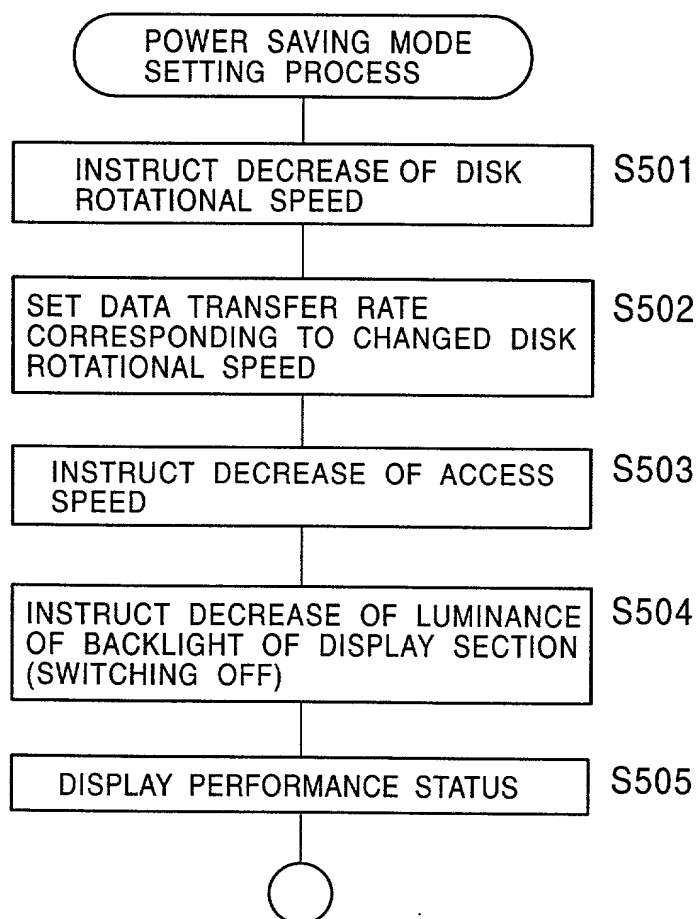 POWER SAVING MODE
SETTING PROCESS
INSTRUCT DECREASE OF DISK
ROTATIONAL SPEED
S501
SET DATA TRANSFER RATE
CORRESPONDING TO CHANGED DISK
ROTATIONAL SPEED
S502
INSTRUCT DECREASE OF ACCESS
SPEED
S503
INSTRUCT DECREASE OF LUMINANCE
OF BACKLIGHT OF DISPLAY SECTION
(SWITCHING OFF)
S504
DISPLAY PERFORMANCE STATUS
S505